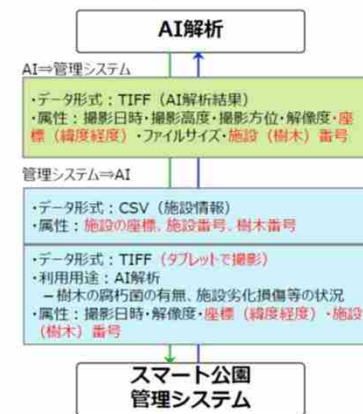 AI解析
AI⇒管理システム
・データ形式：TIFF（AI解析結果）
・属性：撮影日時・撮影高度・撮影方位・解像度・座
標（緯度経度）・ファイルサイズ・施設（樹木）番号
管理システム⇒AI
・データ形式：CSV（施設情報）
・属性：施設の座標、施設番号、樹木番号
・データ形式：TIFF（タブレットで撮影）
・利用用途：AI解析
－樹木の腐朽菌の有無、施設劣化損傷等の状況
・属性：撮影日時・解像度・座標（緯度経度）・施設
（樹木）番号
スマート公園
管理システム